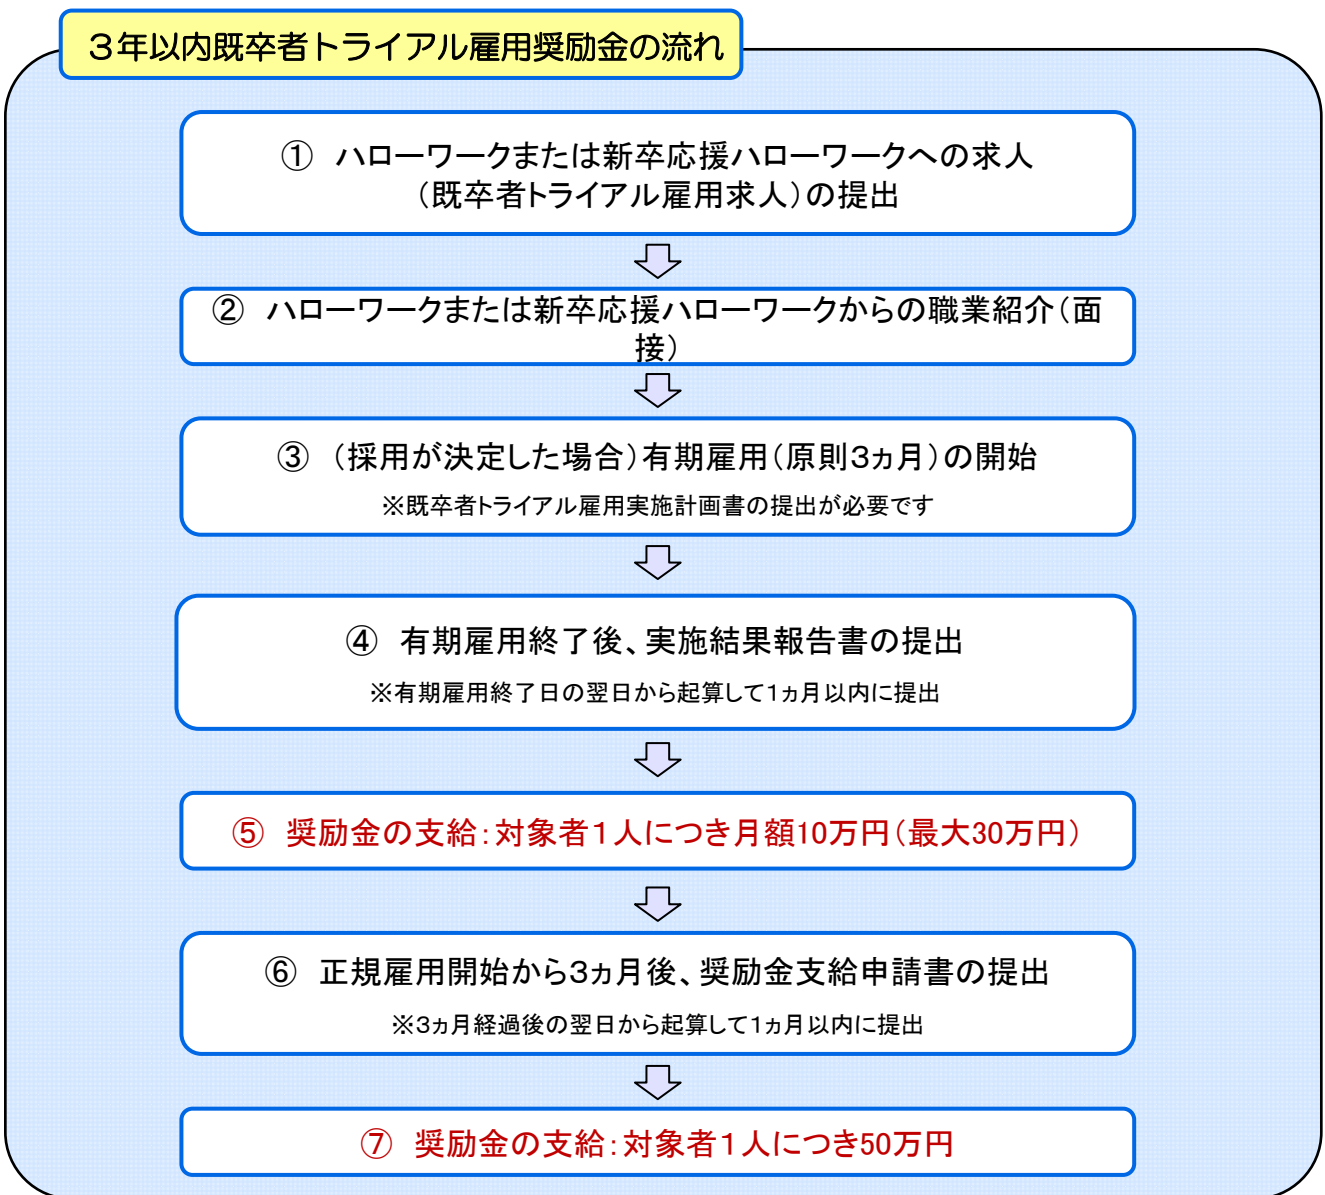 ３年以内既卒者トライアル雇用奨励金の流れ
① ハローワークまたは新卒応援ハローワークへの求人
（既卒者トライアル雇用求人）の提出
② ハローワークまたは新卒応援ハローワークからの職業紹介（面
接）
③ （採用が決定した場合）有期雇用（原則３ヵ月）の開始
※既卒者トライアル雇用実施計画書の提出が必要です
④ 有期雇用終了後、実施結果報告書の提出
※有期雇用終了日の翌日から起算して１ヵ月以内に提出
⑤ 奨励金の支給：対象者１人につき月額10万円（最大30万円）
⑥ 正規雇用開始から３ヵ月後、奨励金支給申請書の提出
※３ヵ月経過後の翌日から起算して１ヵ月以内に提出
⑦ 奨励金の支給：対象者１人につき50万円